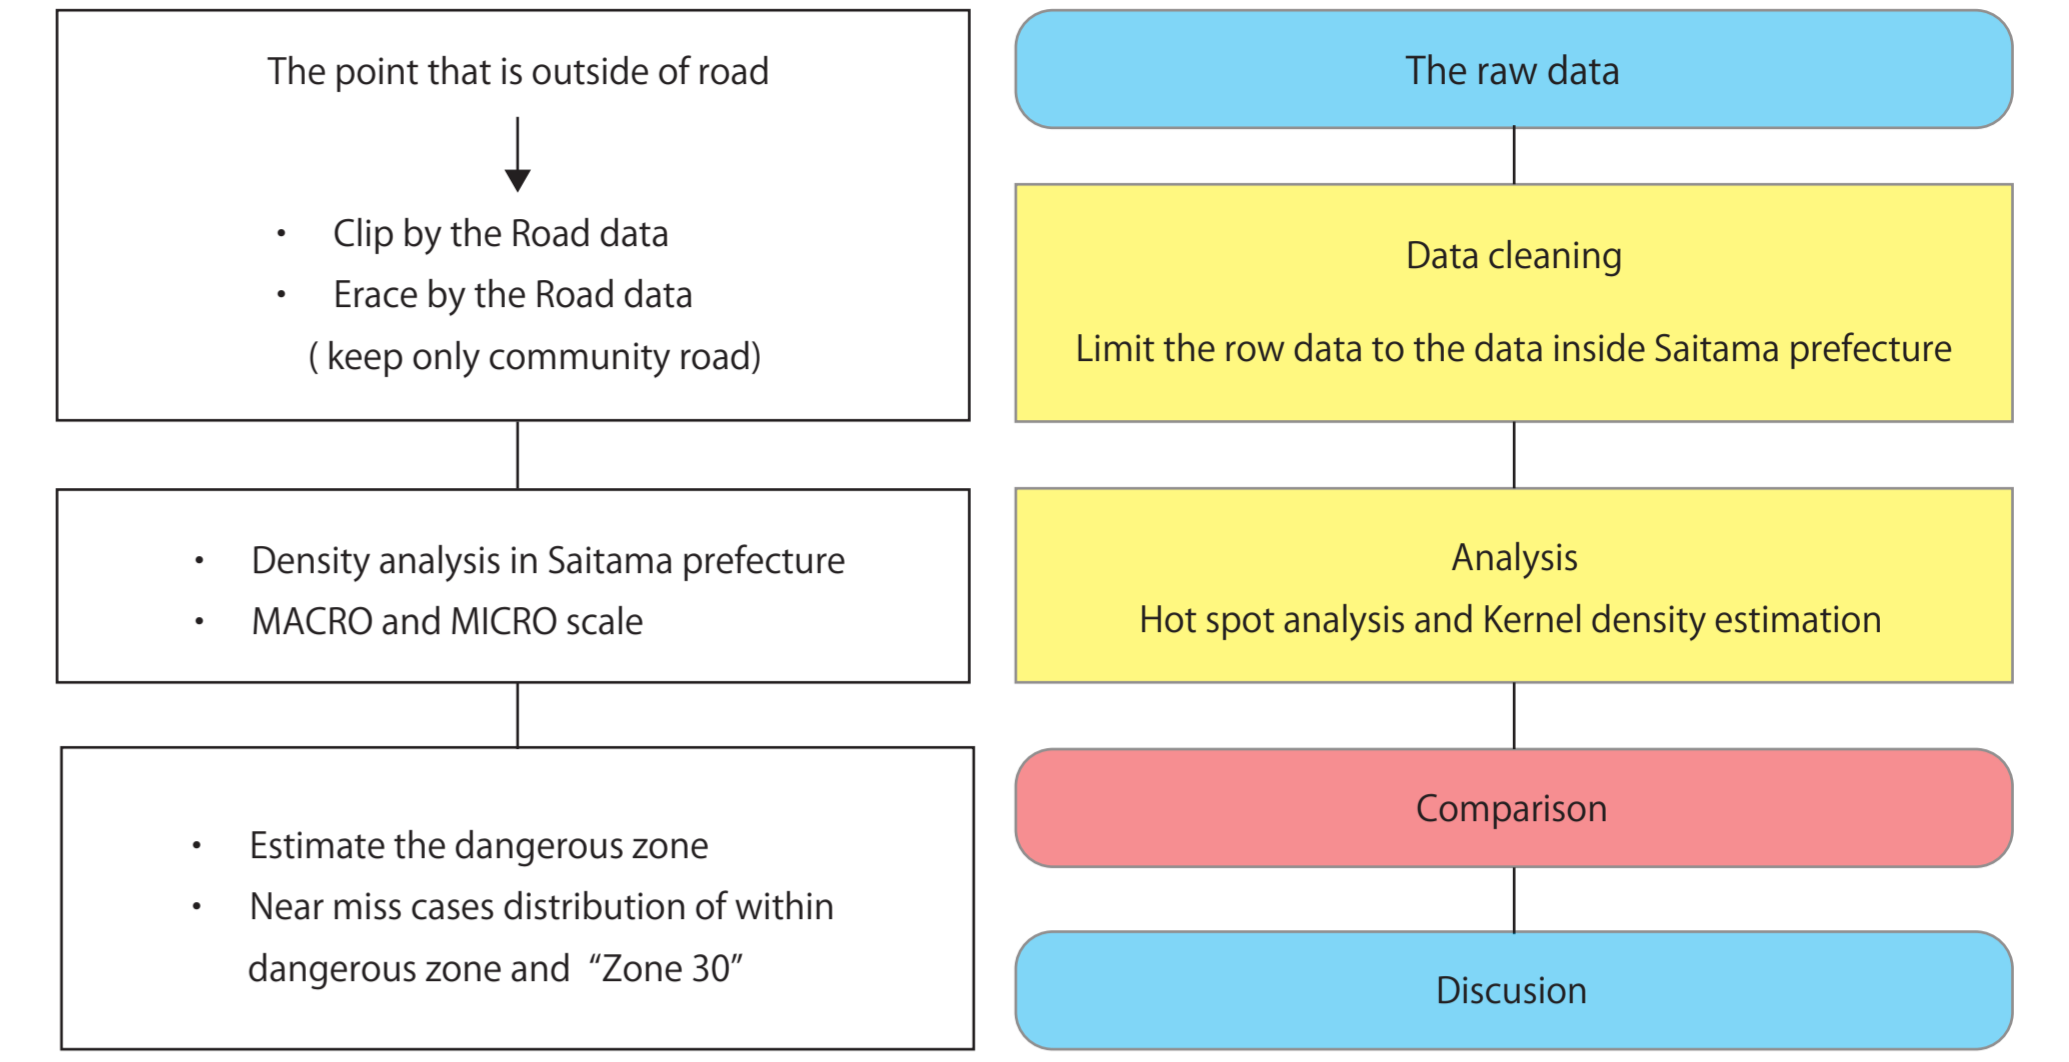 The point that is outside of road
・ Clip by the Road data
・ Erace by the Road data
( keep only community road)
・ Density analysis in Saitama prefecture
・ MACRO and MICRO scale
・ Estimate the dangerous zone
・ Near miss cases distribution of within
dangerous zone and “Zone 30”
The raw data
Data cleaning
Limit the row data to the data inside Saitama prefecture
Analysis
Hot spot analysis and Kernel density estimation
Comparison
Discusion